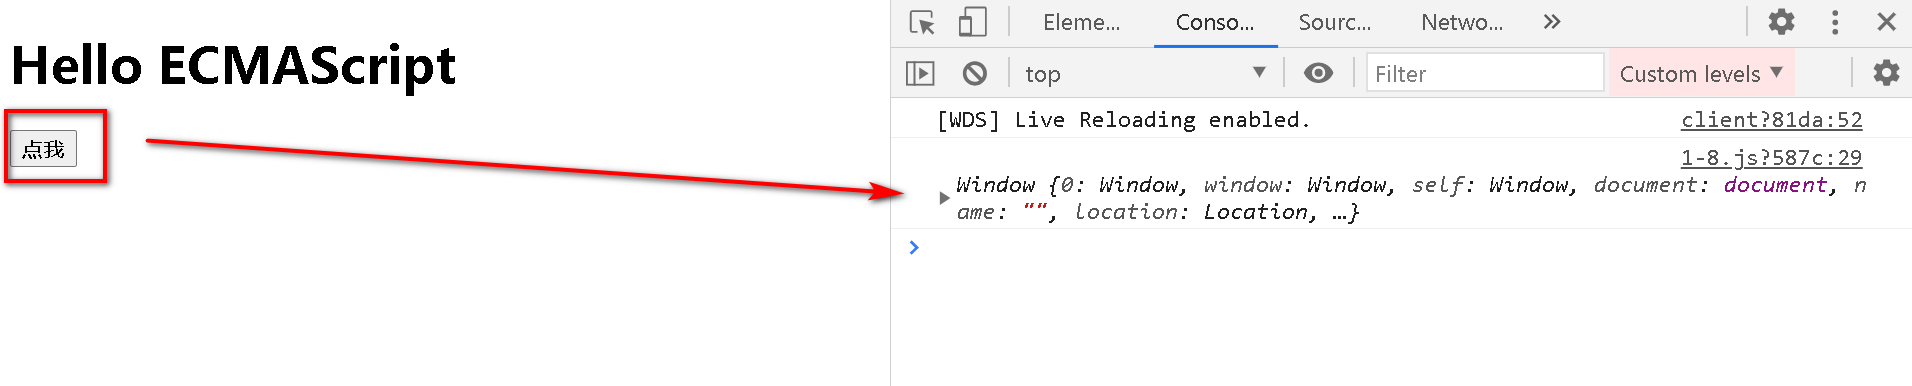 Hello ECMAScript
点我
Eleme... Conso... Sourc... Netwo... »
top Filter Custom levels
[WDS] Live Reloading enabled. client?81da:52
1-8.js?587c:29
Window {0: Window, window: Window, self: Window, document: document, n
ame: "", location: Location, …}